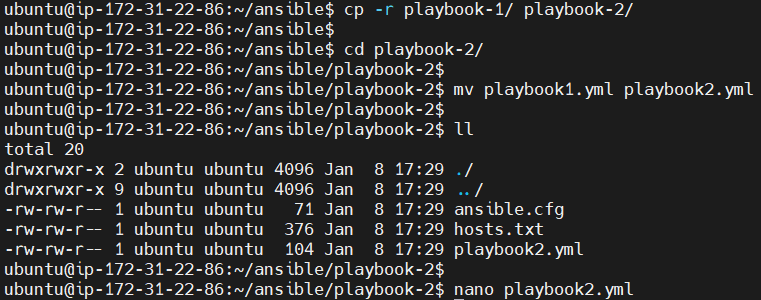 ubuntu@ip-172-31-22-86:~/ansible$ cp -r playbook-1/ playbook-2/
ubuntu@ip-172-31-22-86:~/ansible$
ubuntu@ip-172-31-22-86:~/ansible$ cd playbook-2/
ubuntu@ip-172-31-22-86:~/ansible/playbook-2$
ubuntu@ip-172-31-22-86:~/ansible/playbook-2$ mv playbook1.yml playbook2.yml
ubuntu@ip-172-31-22-86:~/ansible/playbook-2$
ubuntu@ip-172-31-22-86:~/ansible/playbook-2$ ll
total 20
drwxrwxr-x 2 ubuntu ubuntu 4096 Jan  8 17:29 ./
drwxrwxr-x 9 ubuntu ubuntu 4096 Jan  8 17:29 ../
-rw-rw-r-- 1 ubuntu ubuntu   71 Jan  8 17:29 ansible.cfg
-rw-rw-r-- 1 ubuntu ubuntu  376 Jan  8 17:29 hosts.txt
-rw-rw-r-- 1 ubuntu ubuntu  104 Jan  8 17:29 playbook2.yml
ubuntu@ip-172-31-22-86:~/ansible/playbook-2$
ubuntu@ip-172-31-22-86:~/ansible/playbook-2$ nano playbook2.yml